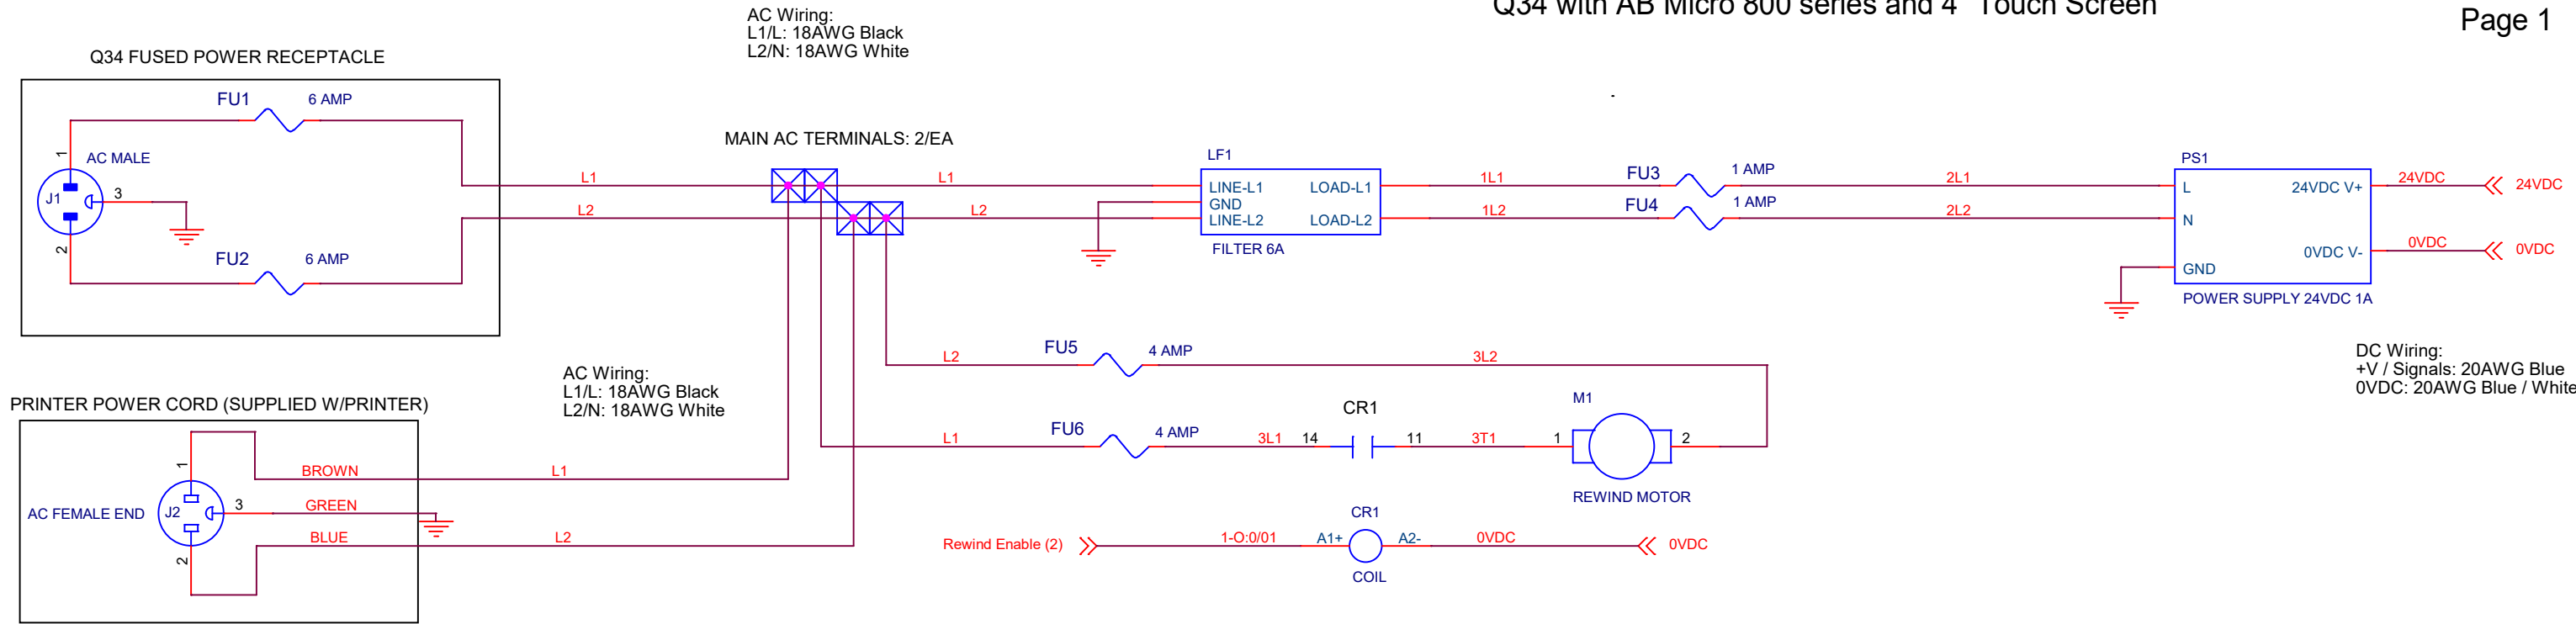 Q34 with AB Micro 800 series and 4" Touch Screen
Page 1
AC Wiring:
L1/L: 18AWG Black
L2/N: 18AWG White
Q34 FUSED POWER RECEPTACLE
FU1
6 AMP
1
AC MALE
J1
3
2
FU2
6 AMP
MAIN AC TERMINALS: 2/EA
L1
L1
L2
L2
LF1
LINE-L1
LOAD-L1
GND
LINE-L2
LOAD-L2
FILTER 6A
1L1
FU3
1 AMP
2L1
1L2
FU4
1 AMP
2L2
PS1
L
24VDC V+
24VDC
24VDC
N
0VDC V-
0VDC
0VDC
GND
POWER SUPPLY 24VDC 1A
DC Wiring:
+V / Signals: 20AWG Blue
0VDC: 20AWG Blue / White
AC Wiring:
L1/L: 18AWG Black
L2/N: 18AWG White
L2
FU5
4 AMP
3L2
L1
FU6
4 AMP
3L1
14
CR1
11
3T1
M1
1
2
REWIND MOTOR
PRINTER POWER CORD (SUPPLIED W/PRINTER)
1
BROWN
L1
AC FEMALE END
J2
3
GREEN
2
BLUE
L2
Rewind Enable (2)
1-O:0/01
A1+
CR1
A2-
0VDC
0VDC
COIL